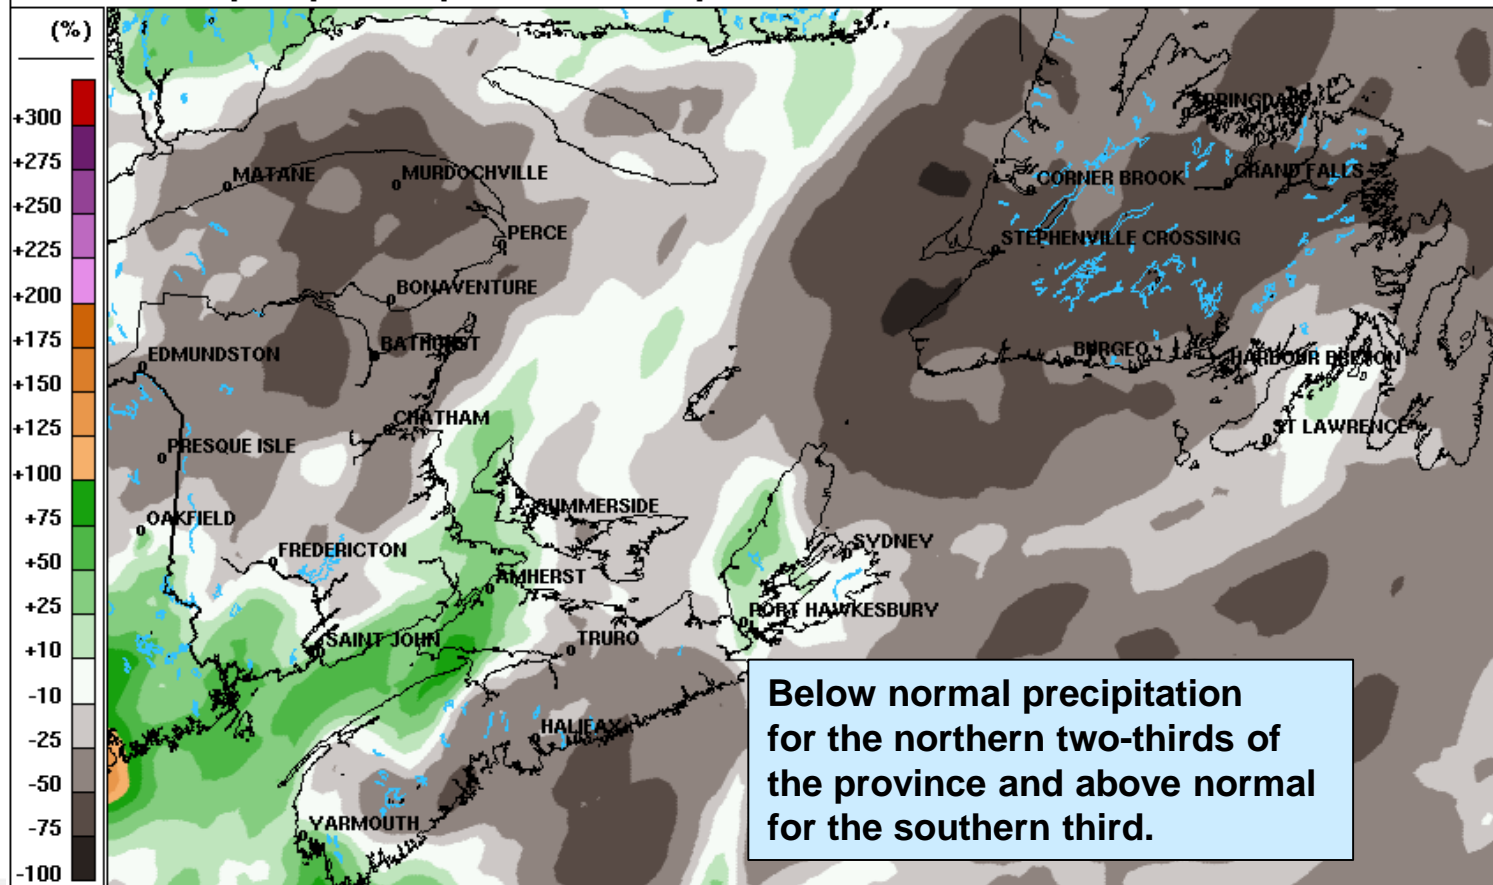 (%)
+300
+275
+250
+225
+200
+175
+150
+125
+100
+75
+50
+25
+10
-10
-25
-50
-75
-100
SPRINGDALE
MATANE
MURDOCHVILLE
CORNER BROOK
GRAND FALLS
PERCE
STEPHENVILLE CROSSING
BONAVENTURE
EDMUNDSTON
BATHURST
BURGEO
HARBOUR BRETON
CHATHAM
ST LAWRENCE
PRESQUE ISLE
SUMMERSIDE
OAKFIELD
FREDERICTON
SYDNEY
AMHERST
PORT HAWKESBURY
SAINT JOHN
TRURO
HALIFAX
YARMOUTH
Below normal precipitation
for the northern two-thirds of
the province and above normal
for the southern third.